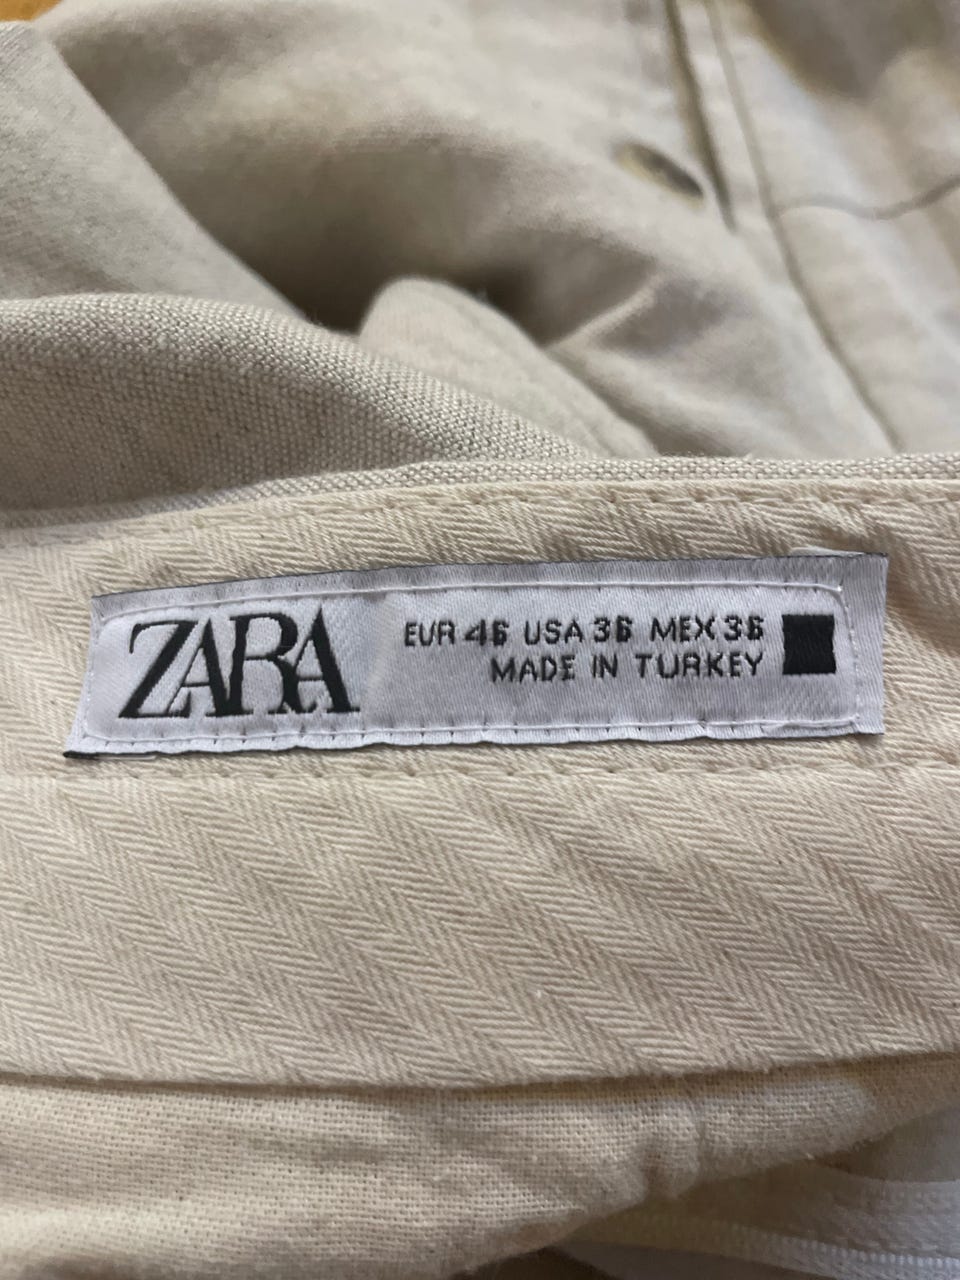 ZARA
EUR 46 USA 36 MEX 36
MADE IN TURKEY